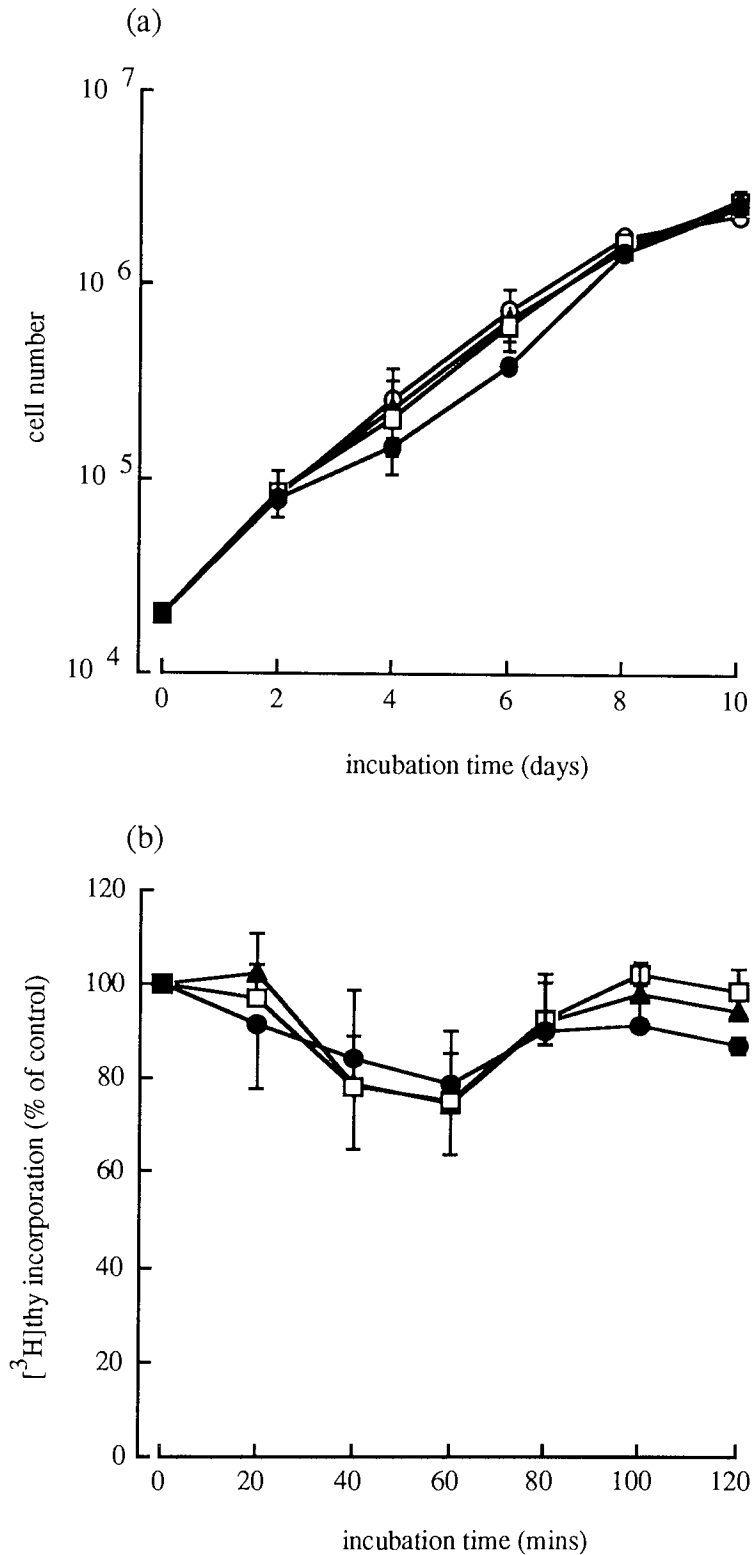 (a)
10 7
10 6
10 5
10 4
cell number
0 2 4 6 8 10
incubation time (days)
(b)
120
100
80
60
40
20
0
[3H]thy incorporation (% of control)
0 20 40 60 80 100 120
incubation time (mins)